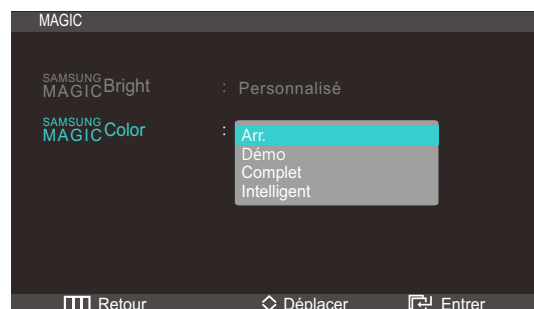 MAGIC
SAMSUNG MAGIC Bright : Personnalisé
SAMSUNG MAGIC Color : Arr.
Démo
Complet
Intelligent
Retour Déplacer Entrer